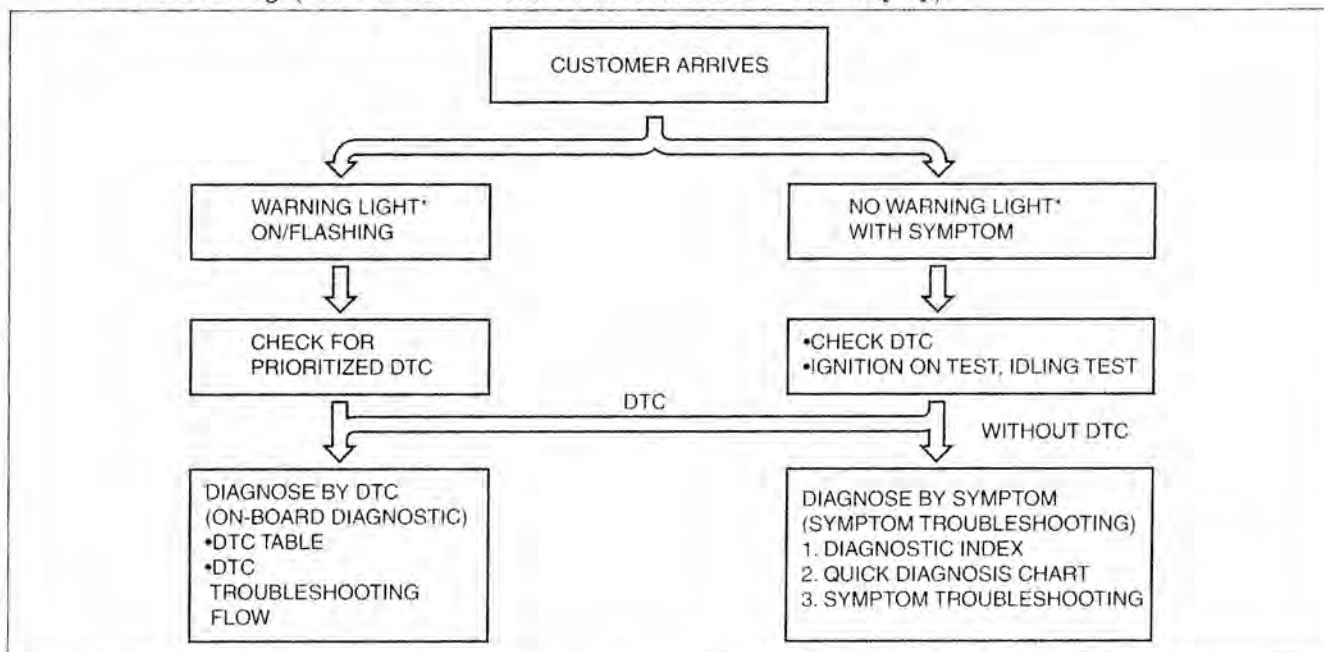 CUSTOMER ARRIVES
WARNING LIGHT*
ON/FLASHING
NO WARNING LIGHT*
WITH SYMPTOM
CHECK FOR
PRIORITIZED DTC
•CHECK DTC
•IGNITION ON TEST, IDLING TEST
DTC
WITHOUT DTC
DIAGNOSE BY DTC
(ON-BOARD DIAGNOSTIC)
•DTC TABLE
•DTC
TROUBLESHOOTING
FLOW
DIAGNOSE BY SYMPTOM
(SYMPTOM TROUBLESHOOTING)
1. DIAGNOSTIC INDEX
2. QUICK DIAGNOSIS CHART
3. SYMPTOM TROUBLESHOOTING